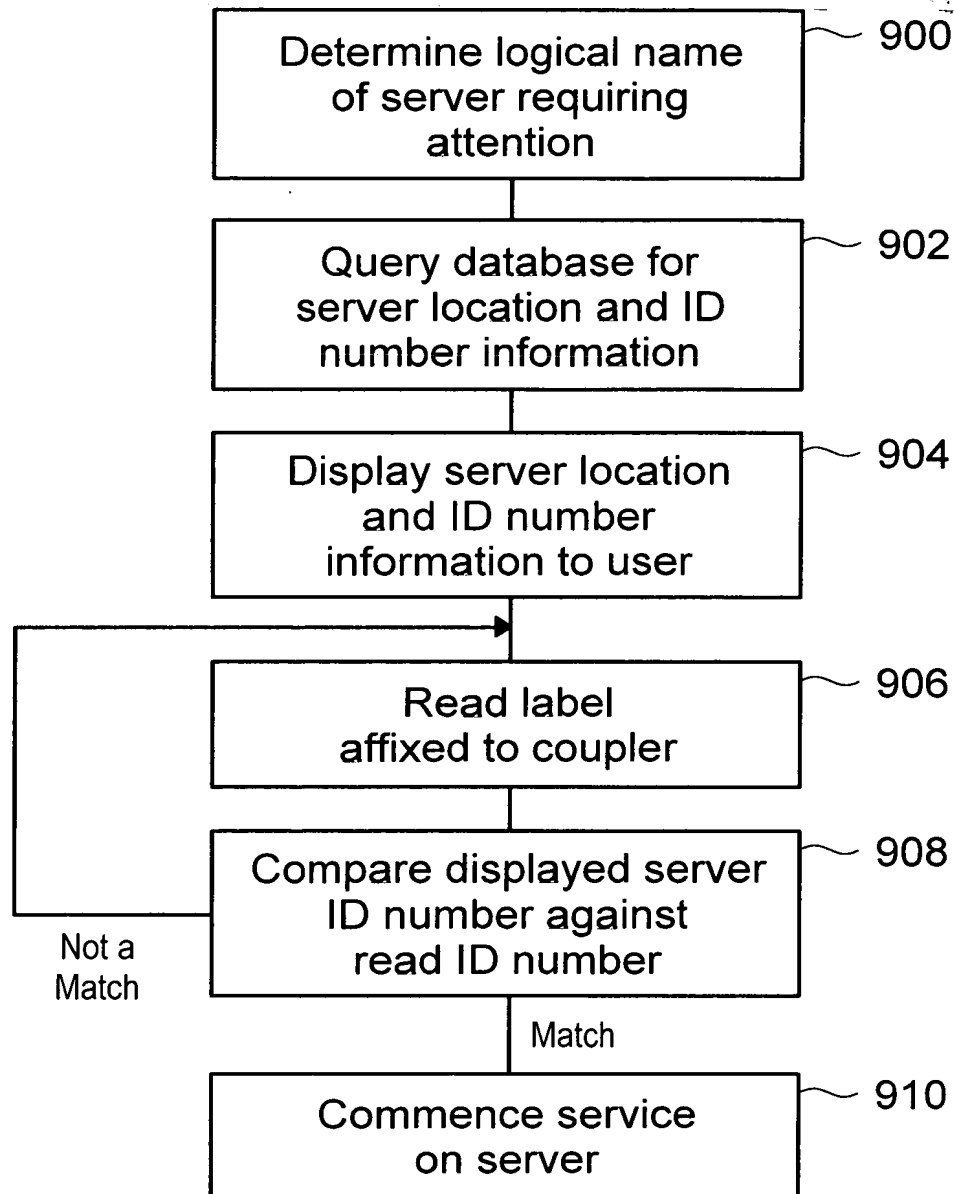 Determine logical name
of server requiring
attention
900
Query database for
server location and ID
number information
902
Display server location
and ID number
information to user
904
Read label
affixed to coupler
906
Compare displayed server
ID number against
read ID number
908
Not a
Match
Match
Commence service
on server
910